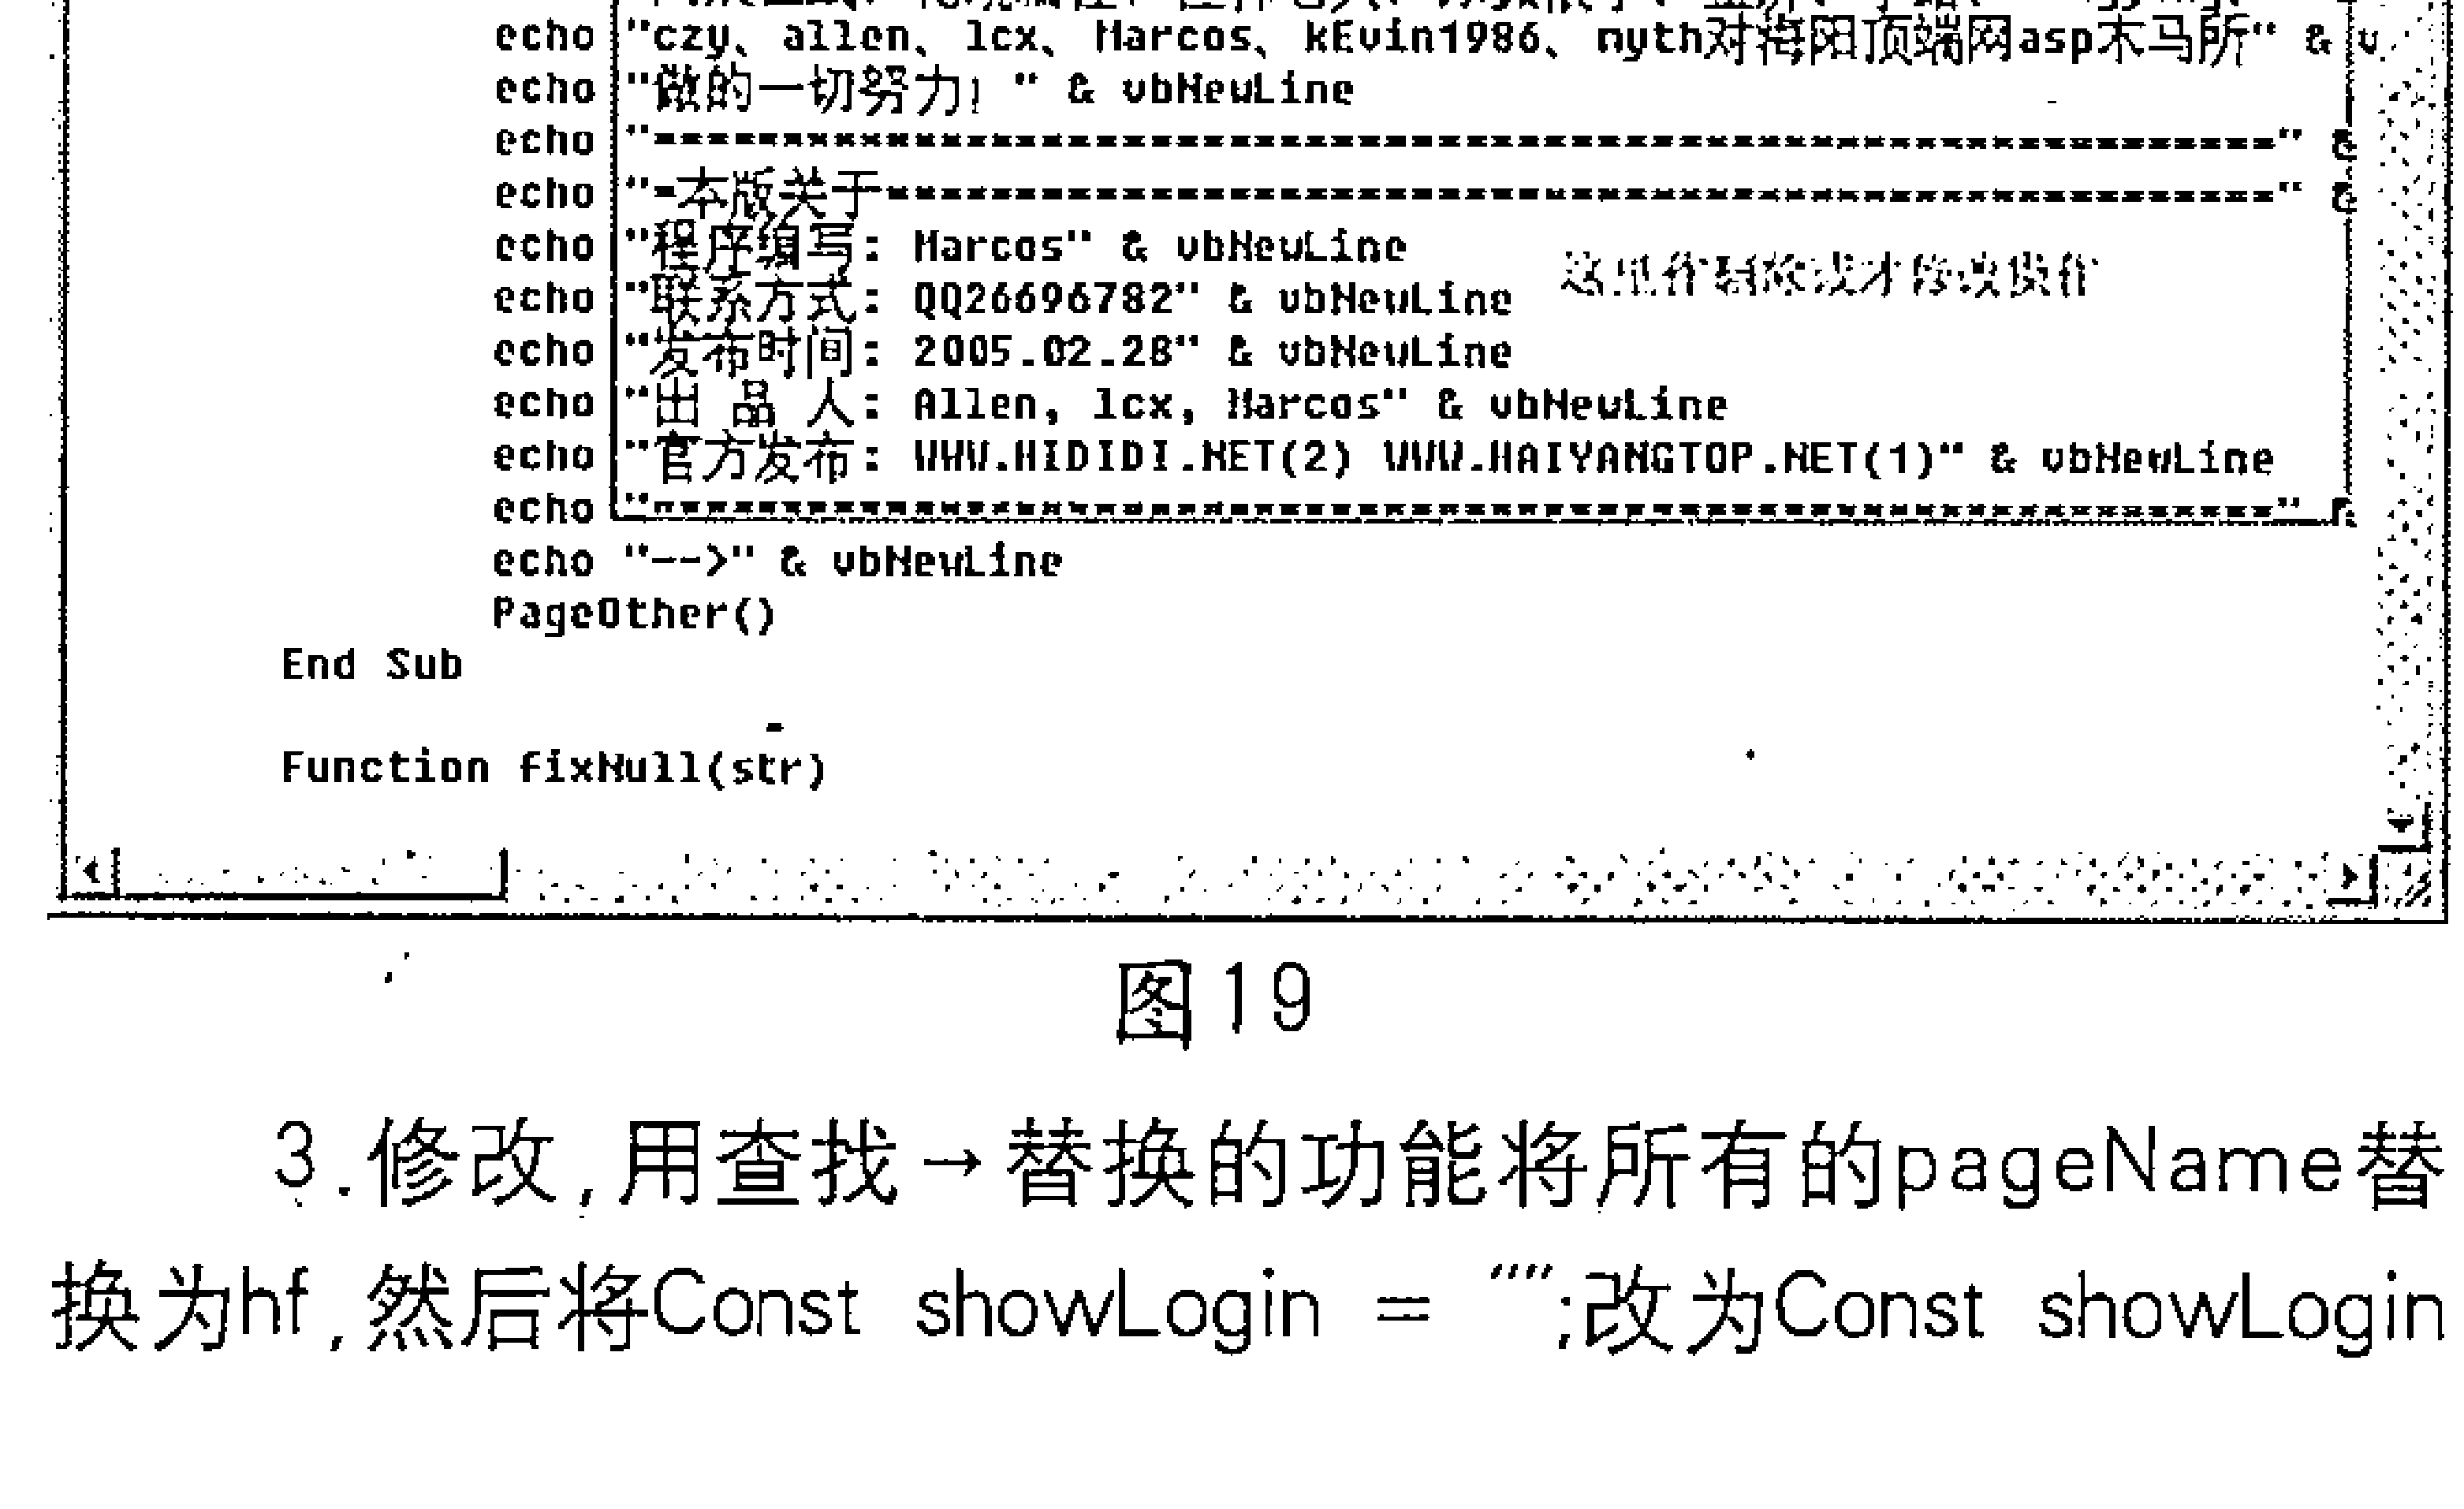 echo "czy、allen、lcx、Marcos、kEvin1986、myth对海阳顶端网asp木马所" & v
echo "做的一切努力！" & vbNewLine
echo "===============================================================" &
echo "=本版关于======================================================" &
echo "程序编写: Marcos" & vbNewLine
echo "联系方式: QQ26696782" & vbNewLine
echo "发布时间: 2005.02.28" & vbNewLine
echo "出 品 人: Allen, lcx, Marcos" & vbNewLine
echo "官方发布: WWW.HIDIDI.NET(2) WWW.HAIYANGTOP.NET(1)" & vbNewLine
echo "==============================================================="
echo "-->" & vbNewLine
PageOther()
End Sub
Function fixNull(str)
图19
3.修改,用查找→替换的功能将所有的pageName替
换为hf,然后将Const showLogin = "";改为Const showLogin